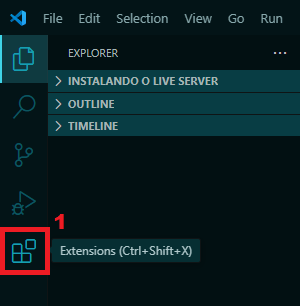 File Edit Selection View Go Run
EXPLORER ...
INSTALANDO O LIVE SERVER
OUTLINE
TIMELINE
1
Extensions (Ctrl+Shift+X)